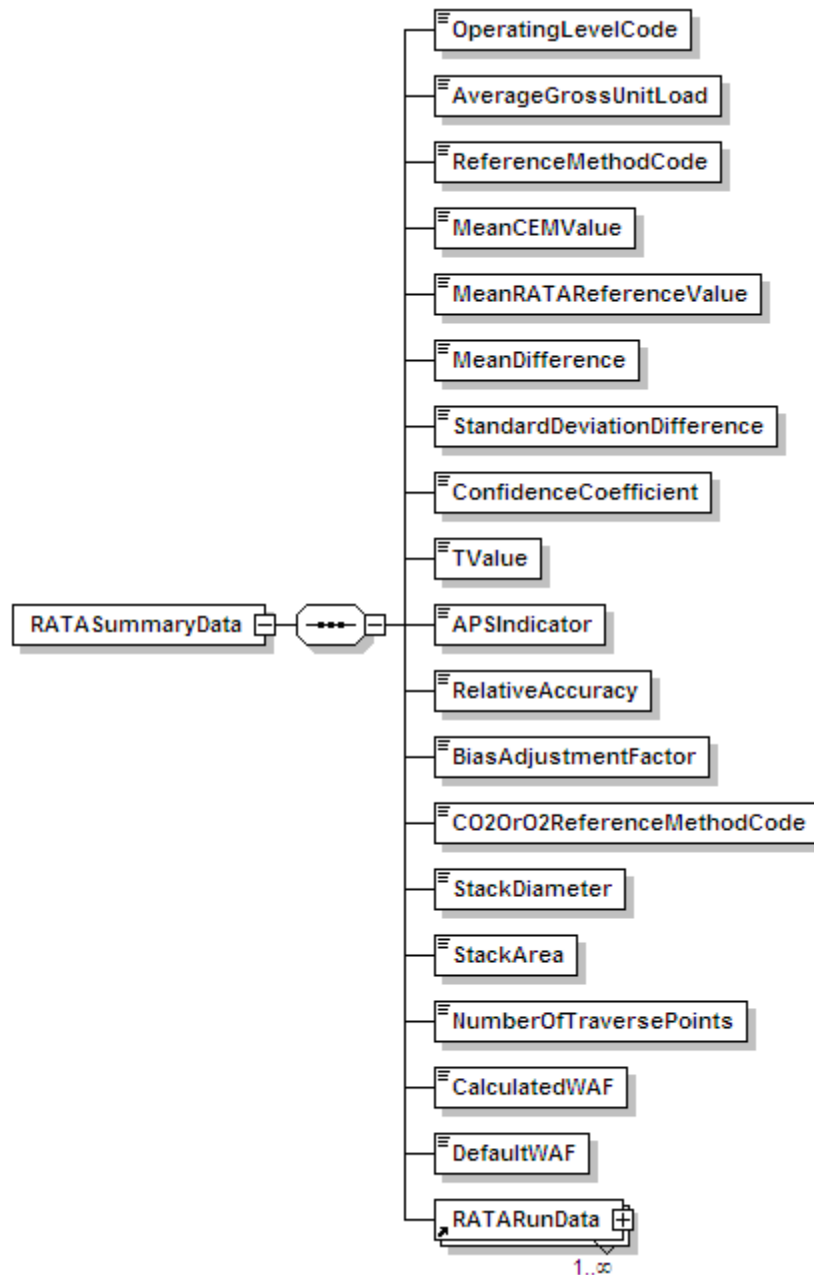 OperatingLevelCode
AverageGrossUnitLoad
ReferenceMethodCode
MeanCEMValue
MeanRATAReferenceValue
MeanDifference
StandardDeviationDifference
ConfidenceCoefficient
TValue
RATASummaryData
APSIndicator
RelativeAccuracy
BiasAdjustmentFactor
CO2OrO2ReferenceMethodCode
StackDiameter
StackArea
NumberOfTraversePoints
CalculatedWAF
DefaultWAF
RATARunData
1..∞